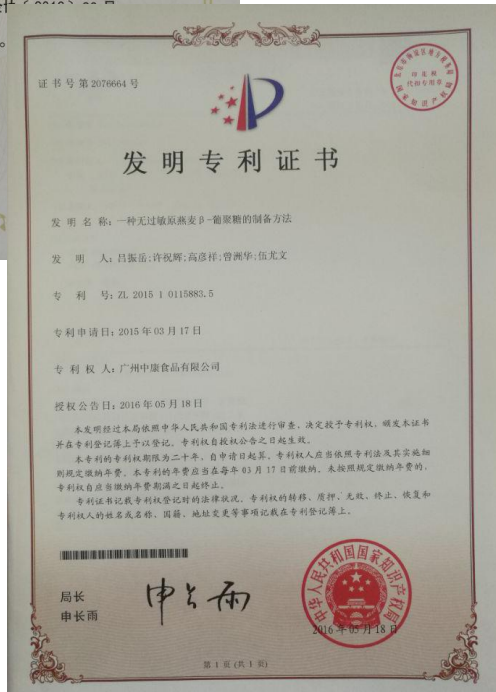 证书号第2076664号
发明专利证书
发明名称：一种无过敏原燕麦β-葡聚糖的制备方法
发明人：吕振岳;许祝辉;高彦祥;曾洲华;伍尤文
专利号：ZL 2015 1 0115883.5
专利申请日：2015年03月17日
专利权人：广州中康食品有限公司
授权公告日：2016年05月18日
本发明经过本局依照中华人民共和国专利法进行审查，决定授予专利权，颁发本证书
并在专利登记簿上予以登记。专利权自授权公告之日起生效。
本专利的专利权期限为二十年，自申请日起算。专利权人应当依照专利法及其实施细
则规定缴纳年费。本专利的年费应当在每年03月17日前缴纳。未按照规定缴纳年费的，
专利权自应当缴纳年费期满之日起终止。
专利证书记载专利权登记时的法律状况。专利权的转移、质押、无效、终止、恢复和
专利权人的姓名或名称、国籍、地址变更等事项记载在专利登记簿上。
局长
申长雨
申长雨
中华人民共和国国家知识产权局
2016年05月18日
第1页(共1页)